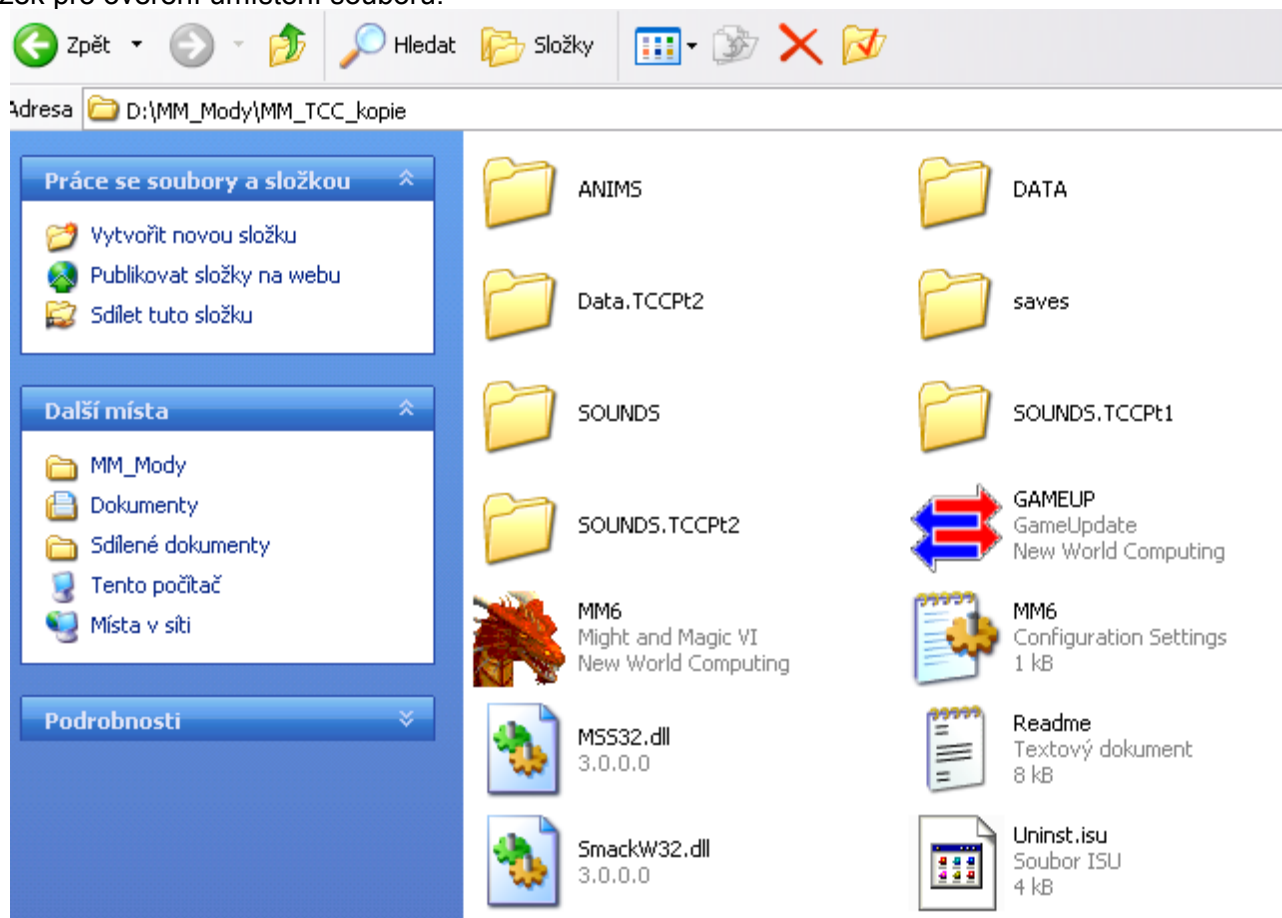 pro ověření umístění souborů:
Zpět
Hledat
Složky
Adresa D:\MM_Mody\MM_TCC_kopie
Práce se soubory a složkou
Vytvořit novou složku
Publikovat složky na webu
Sdílet tuto složku
Další místa
MM_Mody
Dokumenty
Sdílené dokumenty
Tento počítač
Místa v síti
Podrobnosti
ANIMS
DATA
Data.TCCPt2
saves
SOUNDS
SOUNDS.TCCPt1
SOUNDS.TCCPt2
GAMEUP
GameUpdate
New World Computing
MM6
Might and Magic VI
New World Computing
MM6
Configuration Settings
1 kB
MSS32.dll
3.0.0.0
Readme
Textový dokument
8 kB
SmackW32.dll
3.0.0.0
Uninst.isu
Soubor ISU
4 kB